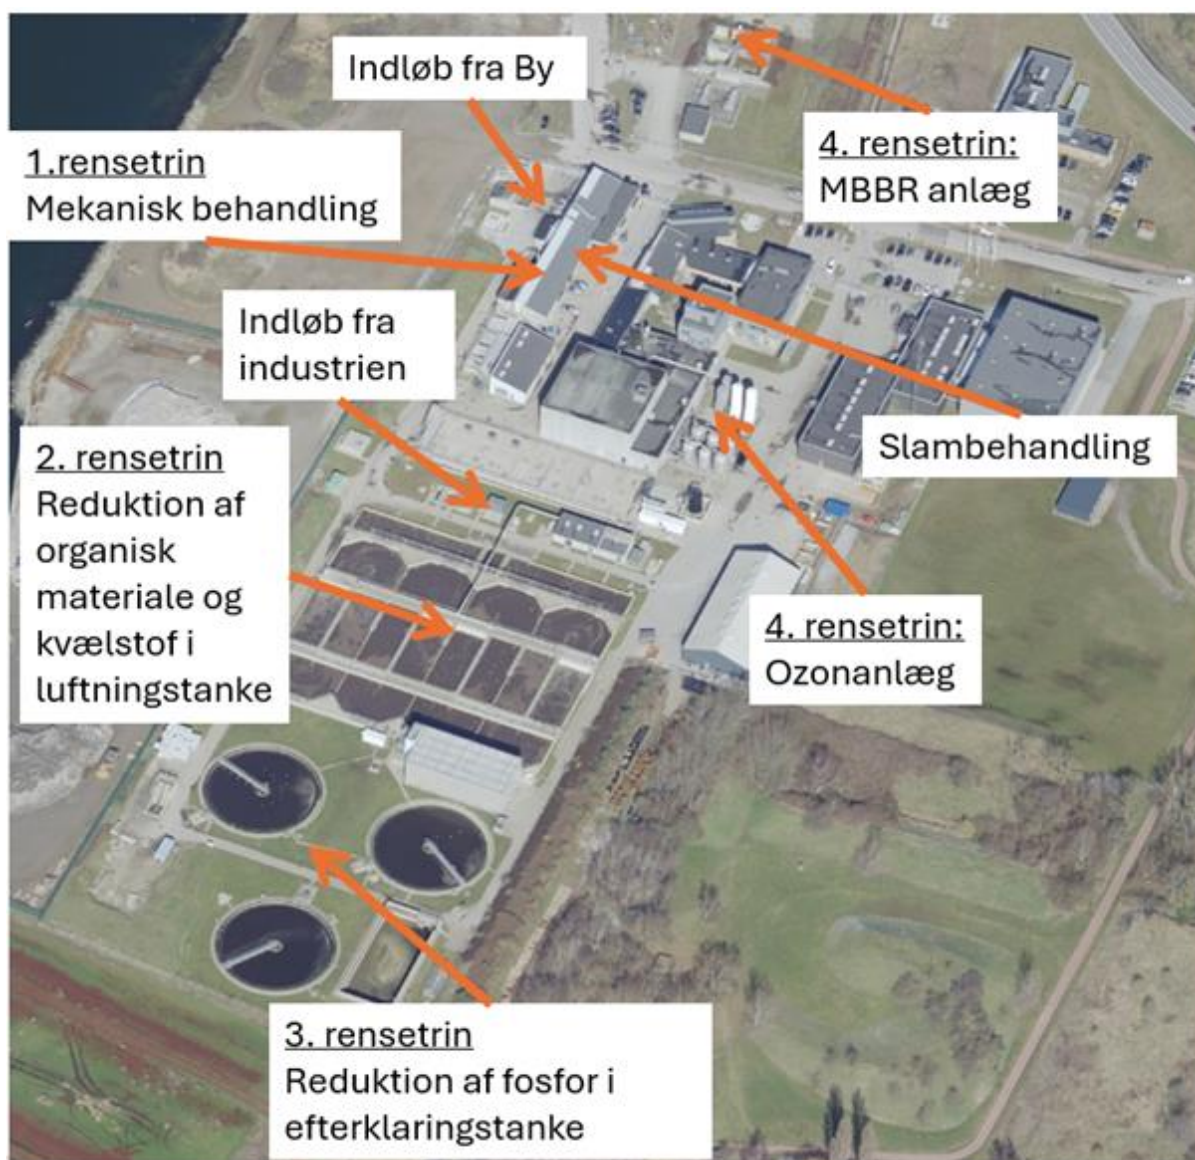 Indløb fra By
4. rensetrin:
MBBR anlæg
1.rensetrin
Mekanisk behandling
Indløb fra
industrien
Slambehandling
2. rensetrin
Reduktion af
organisk
materiale og
kvælstof i
luftningstanke
4. rensetrin:
Ozonanlæg
3. rensetrin
Reduktion af fosfor i
efterklaringstanke